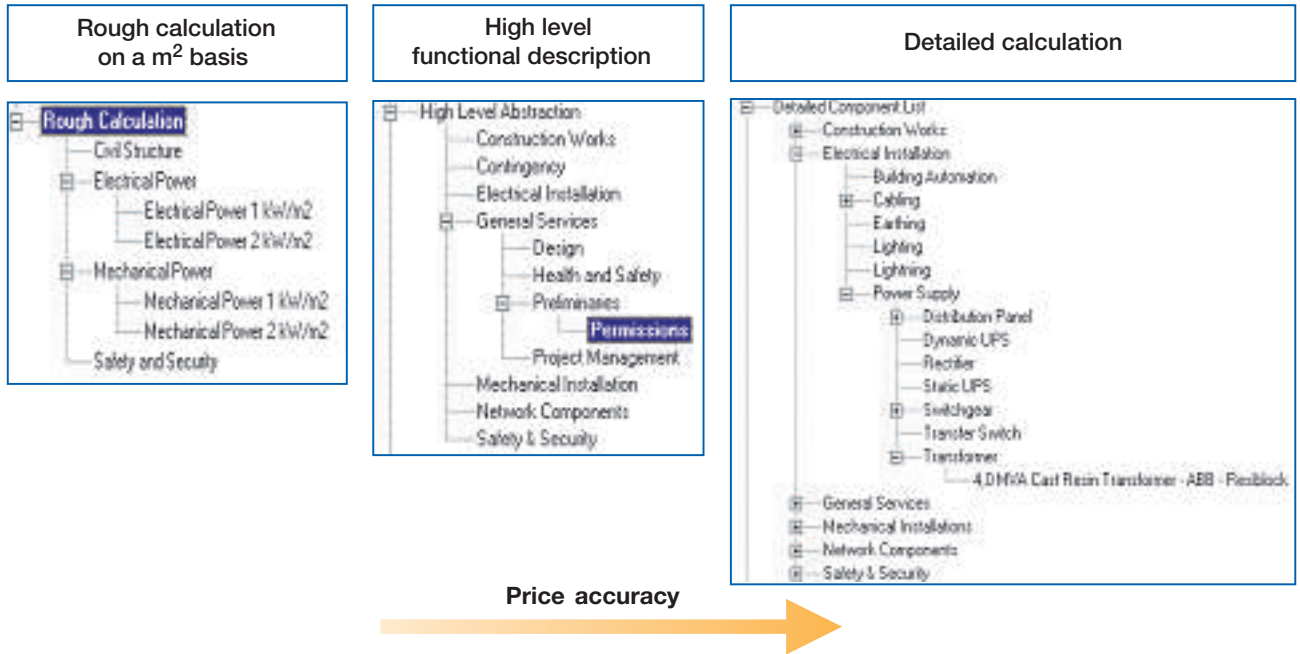 Rough calculation
on a m² basis
Rough Calculation
Civil Structure
Electrical Power
Electrical Power 1 kW/m2
Electrical Power 2 kW/m2
Mechanical Power
Mechanical Power 1 kW/m2
Mechanical Power 2 kW/m2
Safety and Security
High level
functional description
High Level Abstraction
Construction Works
Contingency
Electrical Installation
General Services
Design
Health and Safety
Preliminaries
Permissions
Project Management
Mechanical Installation
Network Components
Safety & Security
Detailed calculation
Detailed Component List
Construction Works
Electrical Installation
Building Automation
Cabling
Earthing
Lighting
Lightning
Power Supply
Distribution Panel
Dynamic UPS
Rectifier
Static UPS
Switchgear
Transfer Switch
Transformer
4,0 MVA Cast Resin Transformer - ABB - Resiblock
General Services
Mechanical Installations
Network Components
Safety & Security
Price accuracy